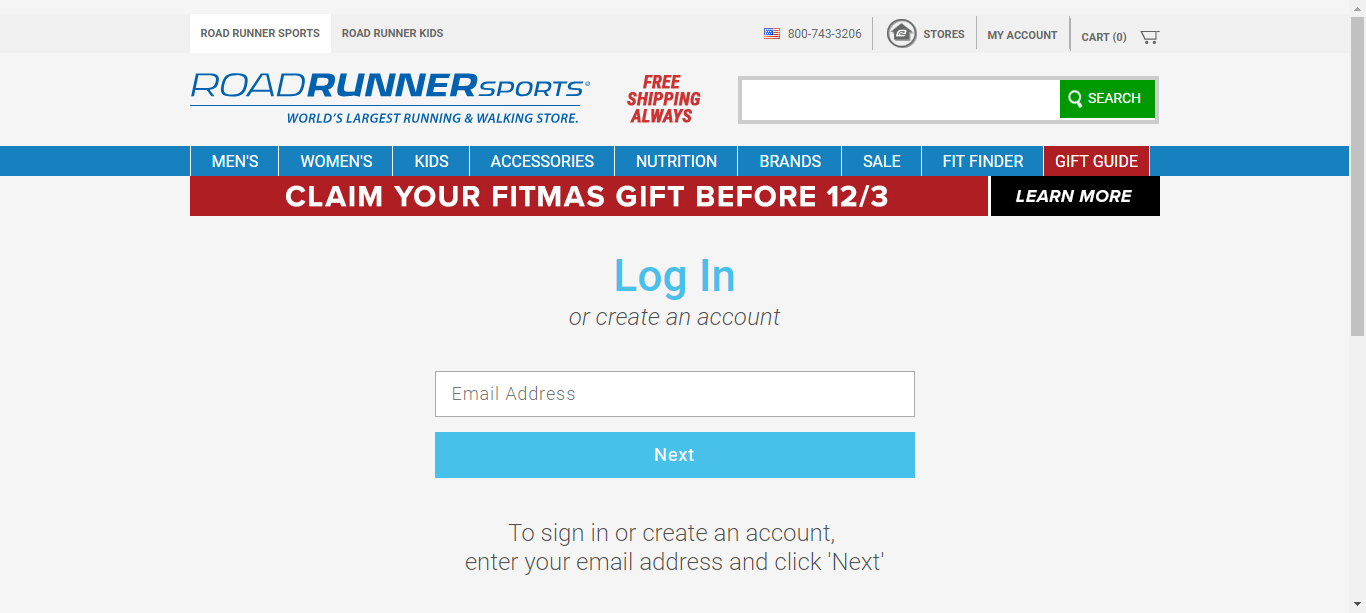 ROAD RUNNER SPORTS ROAD RUNNER KIDS 800-743-3206 STORES MY ACCOUNT CART (0)
ROADRUNNERSPORTS
WORLD'S LARGEST RUNNING & WALKING STORE.
FREE
SHIPPING
ALWAYS
SEARCH
MEN'S WOMEN'S KIDS ACCESSORIES NUTRITION BRANDS SALE FIT FINDER GIFT GUIDE
CLAIM YOUR FITMAS GIFT BEFORE 12/3 LEARN MORE
Log In
or create an account
Email Address
Next
To sign in or create an account,
enter your email address and click 'Next'